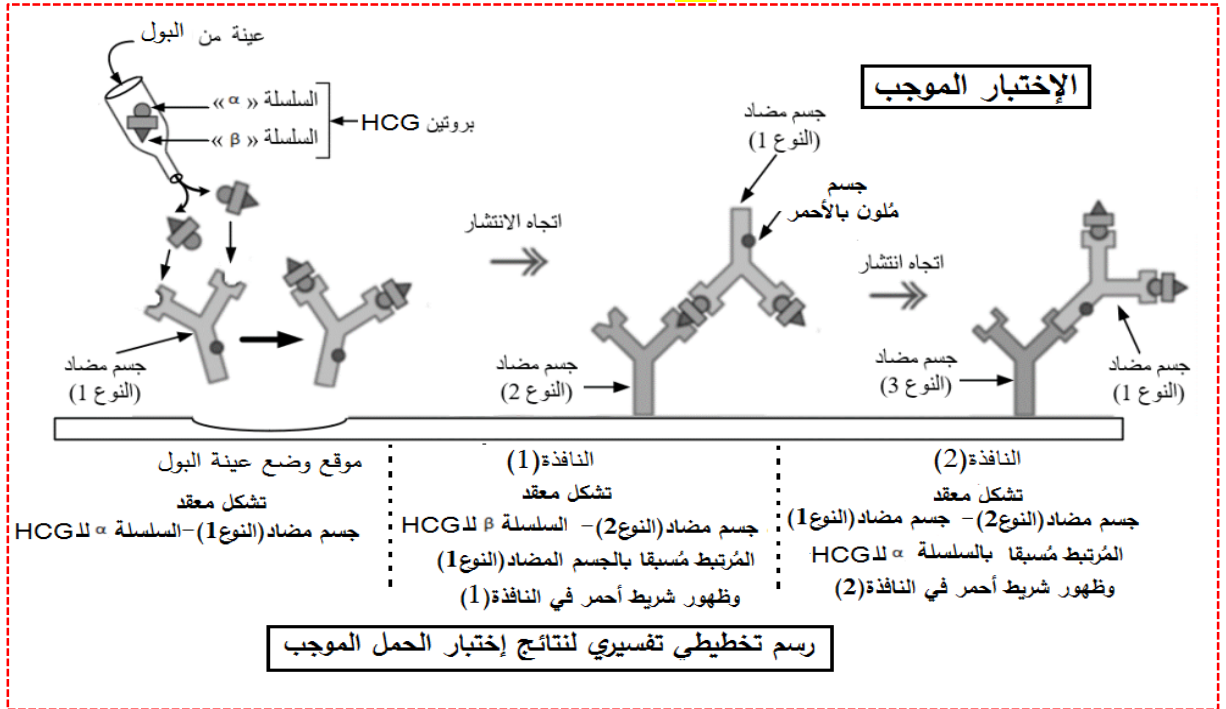 عينة من البول
السلسلة « α »
السلسلة « β »
بروتين HCG
الإختبار الموجب
جسم مضاد
(النوع 1)
جسم
مُلون بالأحمر
اتجاه الانتشار
اتجاه انتشار
جسم مضاد
(النوع 1)
جسم مضاد
(النوع 2)
جسم مضاد
(النوع 3)
جسم مضاد
(النوع 1)
موقع وضع عينة البول
تشكل معقد
جسم مضاد(النوع1)-السلسلة α للـHCG
النافذة(1)
تشكل معقد
جسم مضاد(النوع2)- السلسلة β للـHCG
المُرتبط مُسبقا بالجسم المضاد(النوع1)
وظهور شريط أحمر في النافذة(1)
النافذة(2)
تشكل معقد
جسم مضاد(النوع2)- جسم مضاد(النوع1)
المُرتبط مُسبقا بالسلسلة α للـHCG
وظهور شريط أحمر في النافذة(2)
رسم تخطيطي تفسيري لنتائج إختبار الحمل الموجب